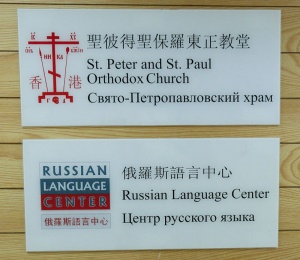 聖彼得聖保羅東正教堂
St. Peter and St. Paul
Orthodox Church
Свято-Петропавловский храм
香港
RUSSIAN
LANGUAGE
CENTER
俄羅斯語言中心
俄羅斯語言中心
Russian Language Center
Центр русского языка